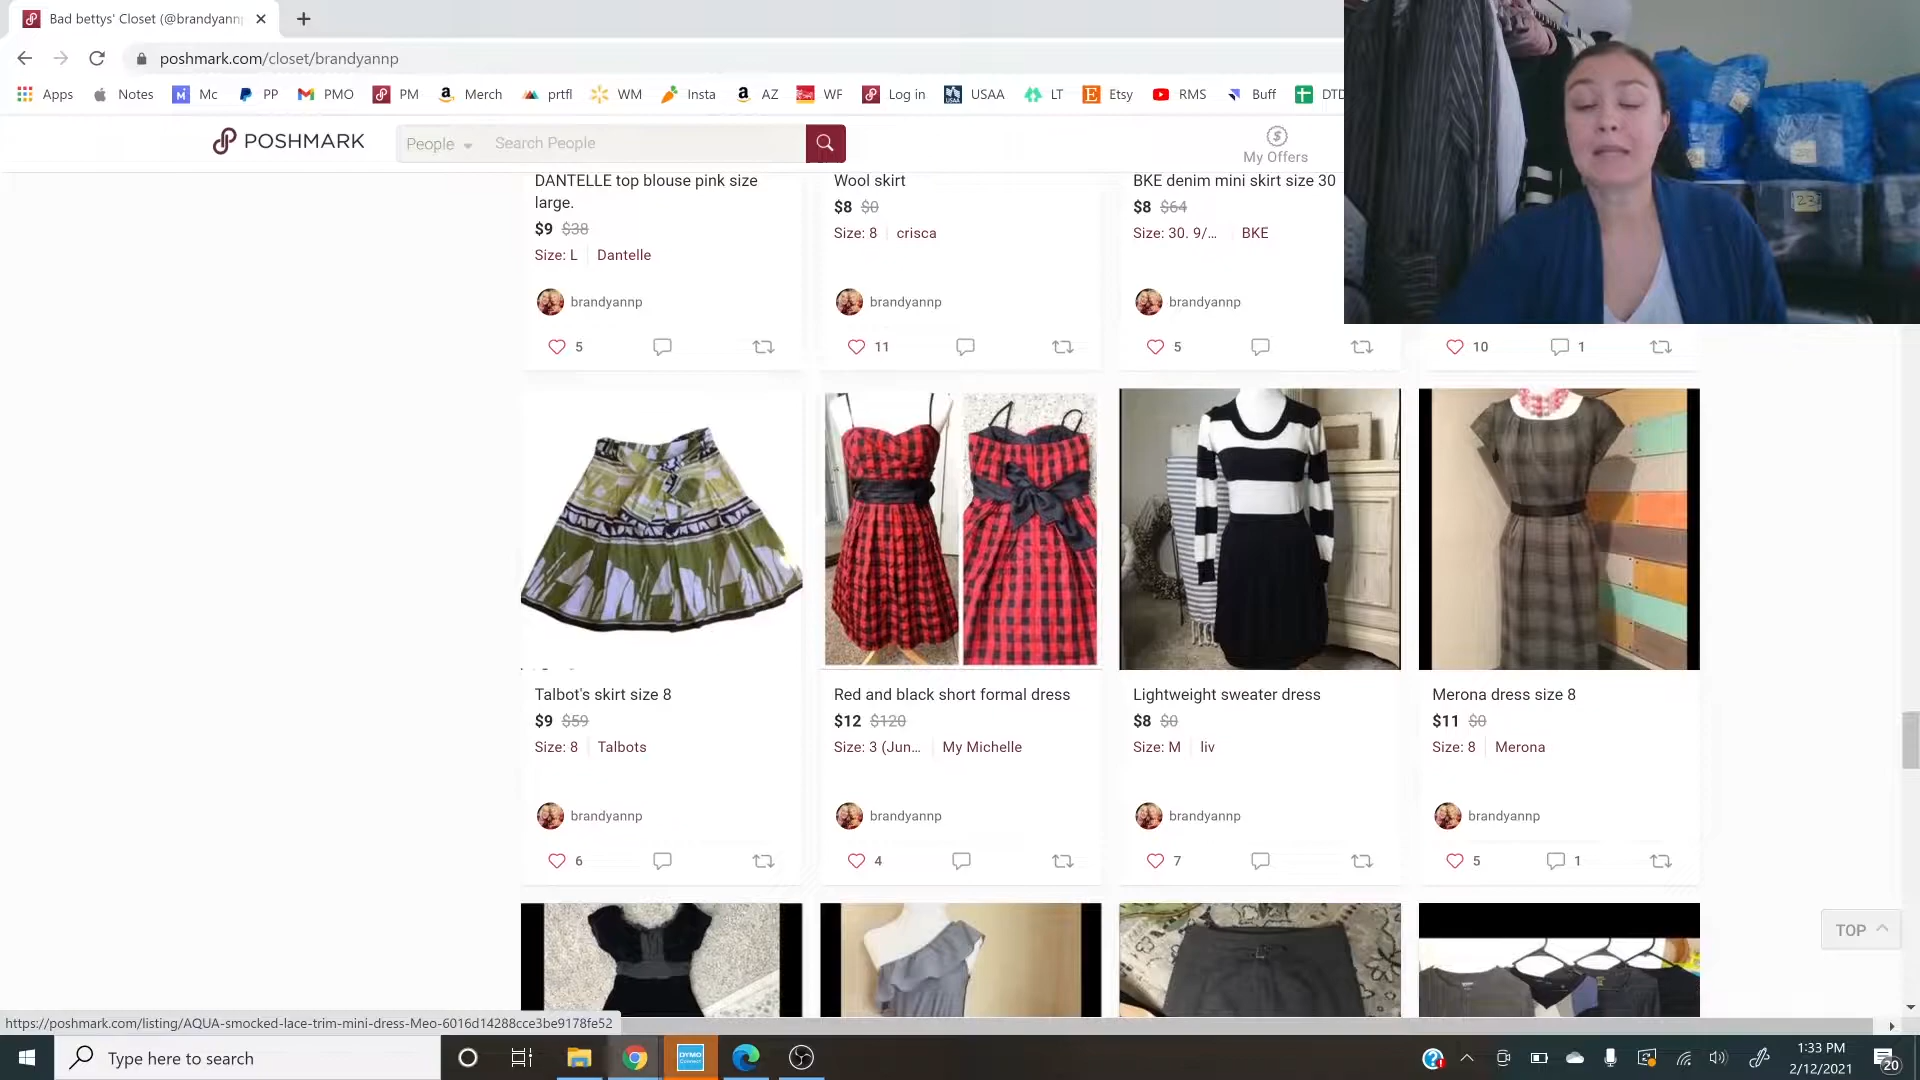 Bad bettys' Closet (@brandyann
poshmark.com/closet/brandyannp
Apps Notes Mc PP PMO PM Merch prtfl WM Insta AZ WF Log in USAA LT Etsy RMS Buff DTD
POSHMARK
People Search People
My Offers
DANTELLE top blouse pink size
large.
$9 $38
Size: L Dantelle
brandyannp
5
Wool skirt
$8 $0
Size: 8 crisca
brandyannp
11
BKE denim mini skirt size 30
$8 $64
Size: 30. 9/... BKE
brandyannp
5
10 1
23
Talbot's skirt size 8
$9 $59
Size: 8 Talbots
brandyannp
6
Red and black short formal dress
$12 $120
Size: 3 (Jun... My Michelle
brandyannp
4
Lightweight sweater dress
$8 $0
Size: M liv
brandyannp
7
Merona dress size 8
$11 $0
Size: 8 Merona
brandyannp
5 1
TOP
https://poshmark.com/listing/AQUA-smocked-lace-trim-mini-dress-Meo-6016d14288cce3be9178fe52
Type here to search
DYMO
1:33 PM
2/12/2021
20